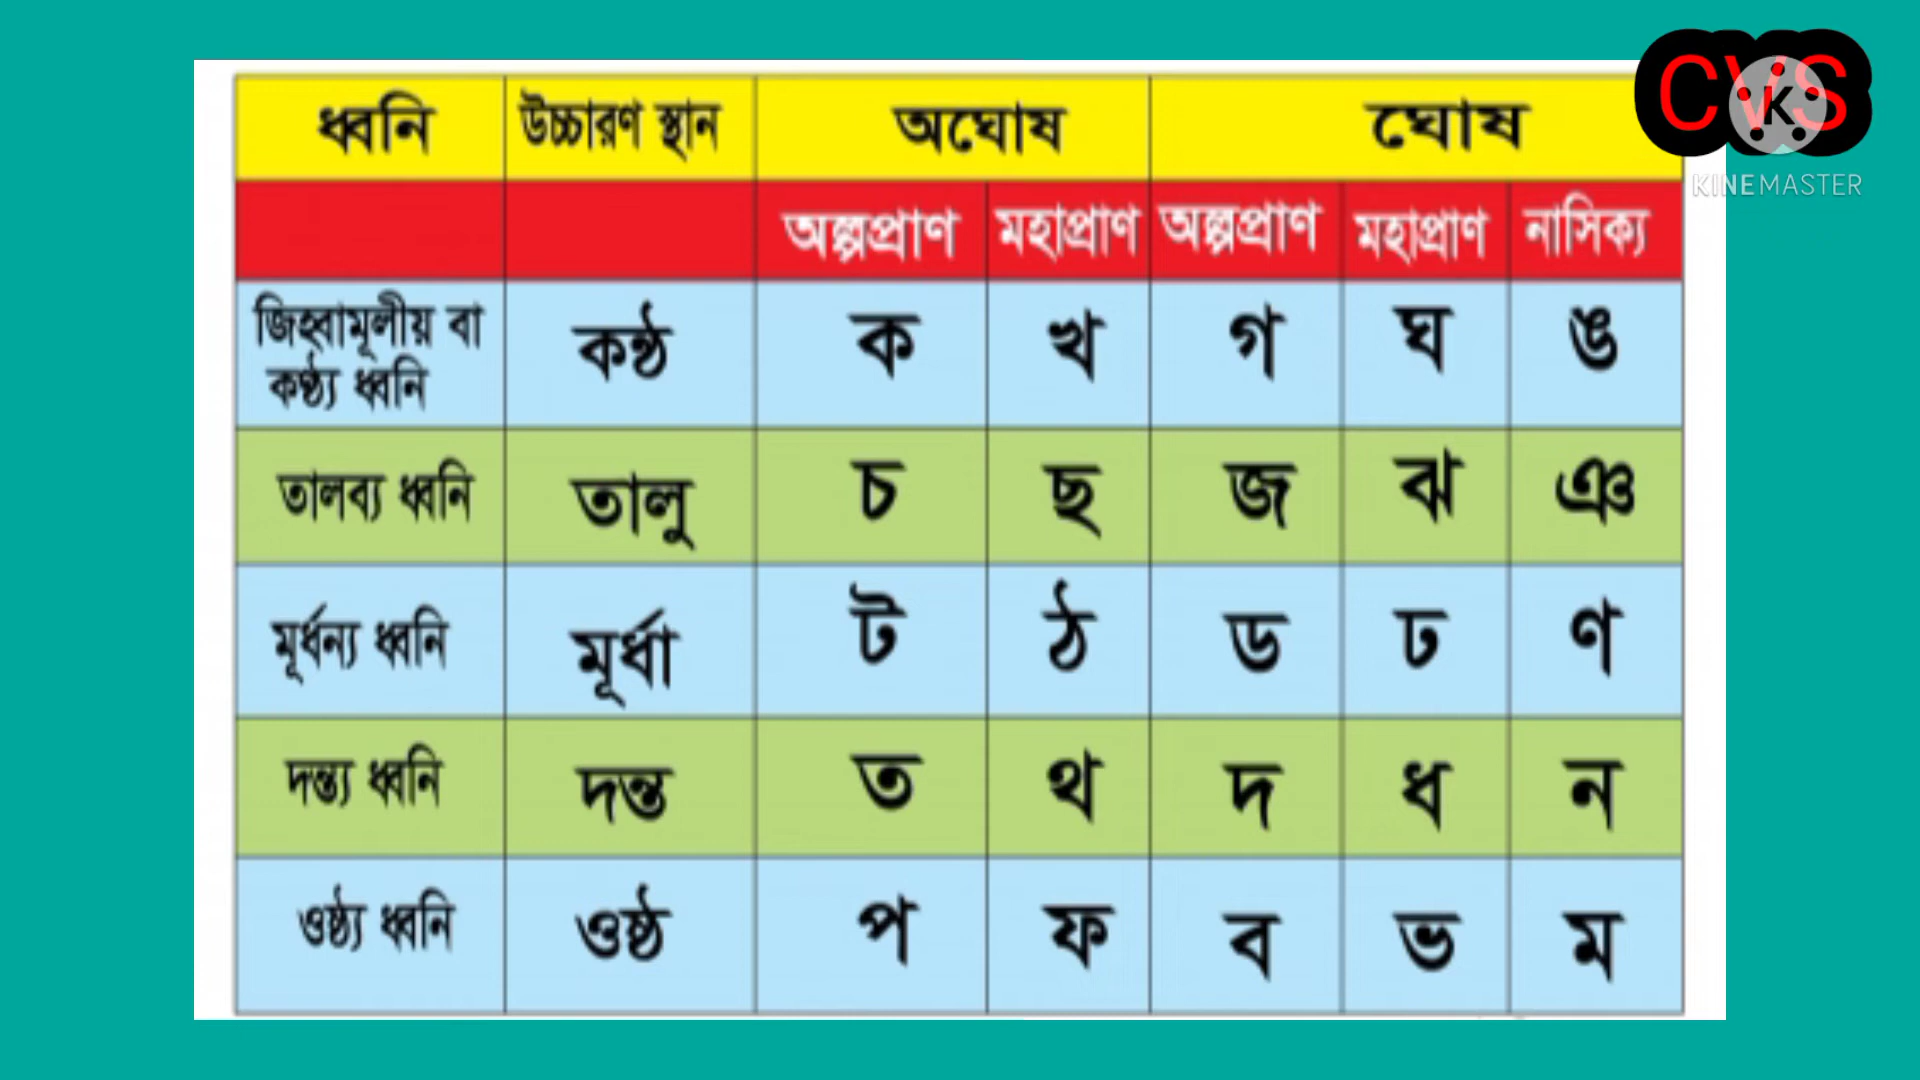 CVS
K
KINEMASTER
ধ্বনি উচ্চারণ স্থান অঘোষ ঘোষ
অল্পপ্রাণ মহাপ্রাণ অল্পপ্রাণ মহাপ্রাণ নাসিক্য
জিহ্বামূলীয় বা
কণ্ঠ্য ধ্বনি কন্ঠ ক খ গ ঘ ঙ
তালব্য ধ্বনি তালু চ ছ জ ঝ ঞ
মূর্ধন্য ধ্বনি মূর্ধা ট ঠ ড ঢ ণ
দন্ত্য ধ্বনি দন্ত ত থ দ ধ ন
ওষ্ঠ্য ধ্বনি ওষ্ঠ প ফ ব ভ ম